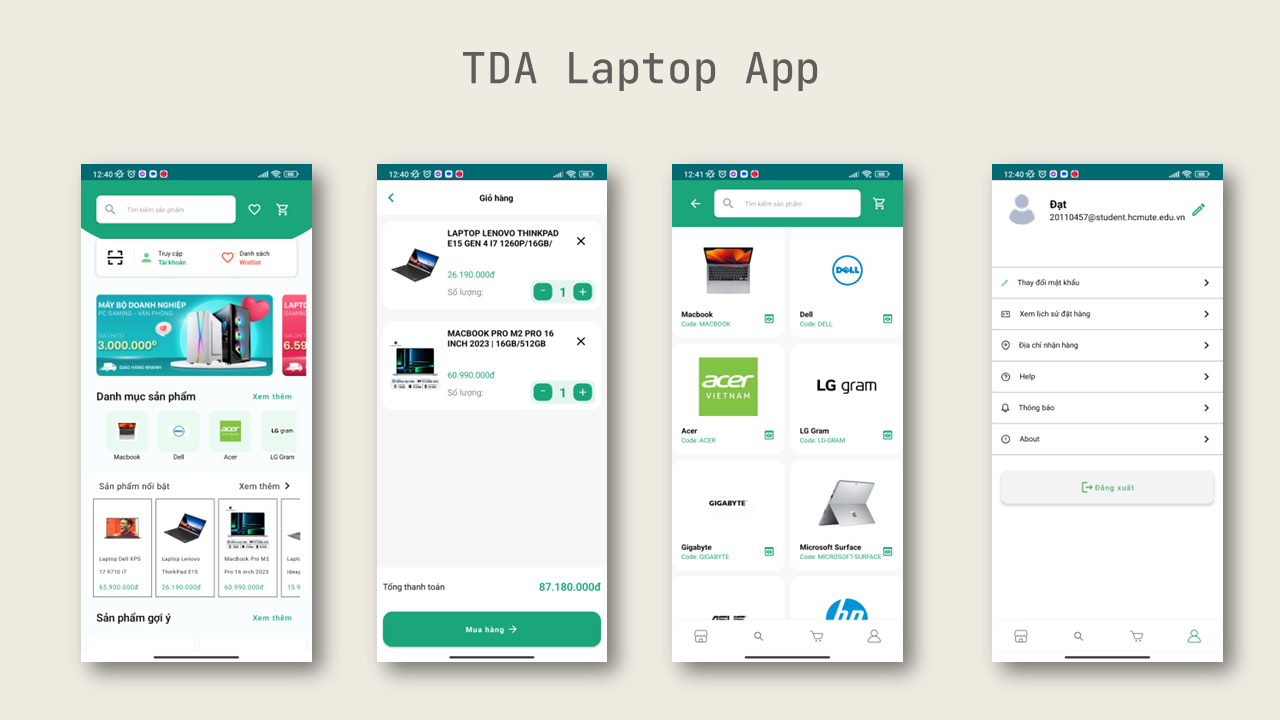 TDA Laptop App
12:40
Tìm kiếm sản phẩm
Truy cập
Tài khoản
Danh sách
Wistlist
MÁY BỘ DOANH NGHIỆP
PC GAMING - VĂN PHÒNG
GIÁ CHỈ TỪ
3.000.000đ
GIAO HÀNG NHANH
LAPTO
PC GA
6.59
Danh mục sản phẩm
Xem thêm
Macbook
Dell
acer
Acer
LG gram
LG Gram
Sản phẩm nổi bật
Xem thêm
Laptop Dell XPS
17 9710 i7
65.900.000đ
Laptop Lenovo
ThinkPad E15
26.190.000đ
MacBook Pro M2
Pro 16 inch 2023
60.990.000đ
Lapto
Ideap
15.9
Sản phẩm gợi ý
Xem thêm
12:40
Giỏ hàng
LAPTOP LENOVO THINKPAD
E15 GEN 4 I7 1260P/16GB/
26.190.000đ
Số lượng:
1
MACBOOK PRO M2 PRO 16
INCH 2023 | 16GB/512GB
60.990.000đ
Số lượng:
1
Tổng thanh toán
87.180.000đ
Mua hàng
12:41
Tìm kiếm sản phẩm
Macbook
Code: MACBOOK
DELL
Dell
Code: DELL
acer
VIETNAM
Acer
Code: ACER
LG gram
LG Gram
Code: LG-GRAM
GIGABYTE
Gigabyte
Code: GIGABYTE
Microsoft Surface
Code: MICROSOFT-SURFACE
ASUS
hp
12:40
Đạt
20110457@student.hcmute.edu.vn
Thay đổi mật khẩu
Xem lịch sử đặt hàng
Địa chỉ nhận hàng
Help
Thông báo
About
Đăng xuất